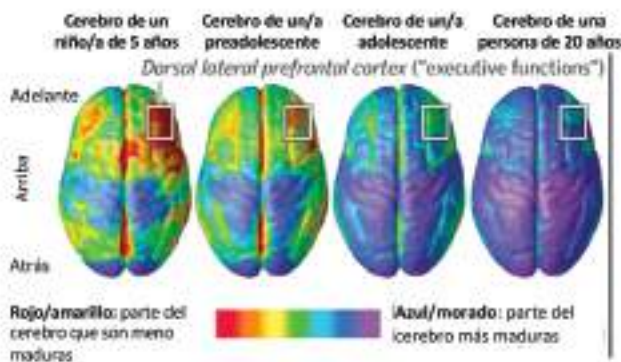 Cerebro de un niño/a de 5 años
Cerebro de un/a preadolescente
Cerebro de un/a adolescente
Cerebro de una persona de 20 años
Dorsal lateral prefrontal cortex ("executive functions")
Adelante
Arriba
Atrás
Rojo/amarillo: parte del
cerebro que son meno
maduras
Azul/morado: parte del
cerebro más maduras